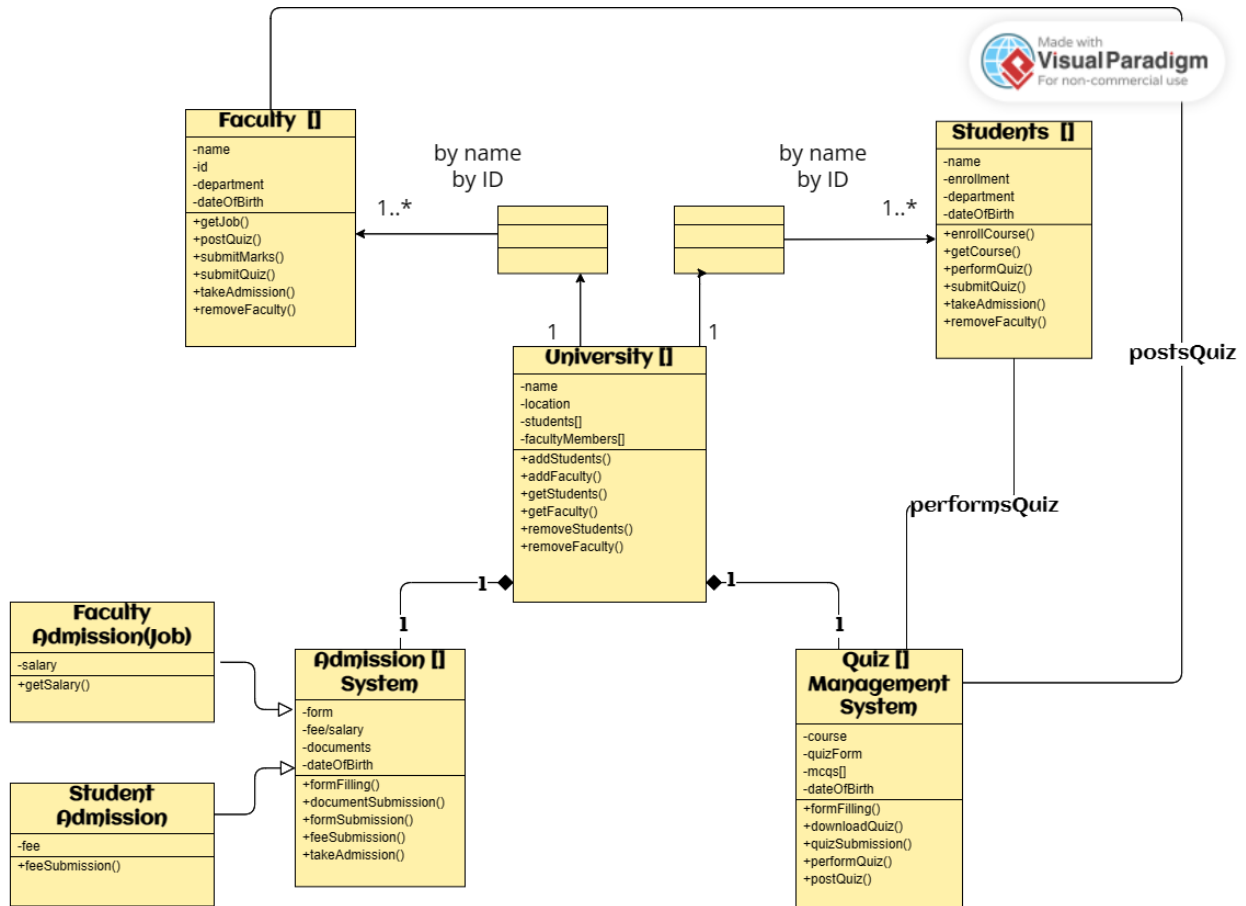 Made with
VisualParadigm
For non-commercial use
Faculty []
-name
-id
-department
-dateOfBirth
+getJob()
+postQuiz()
+submitMarks()
+submitQuiz()
+takeAdmission()
+removeFaculty()
by name
by ID
1..*
by name
by ID
1..*
Students []
-name
-enrollment
-department
-dateOfBirth
+enrollCourse()
+getCourse()
+performQuiz()
+submitQuiz()
+takeAdmission()
+removeFaculty()
1
1
University []
-name
-location
-students[]
-facultyMembers[]
+addStudents()
+addFaculty()
+getStudents()
+getFaculty()
+removeStudents()
+removeFaculty()
postsQuiz
performsQuiz
1
1
1
1
Faculty
Admission(Job)
-salary
+getSalary()
Student
Admission
-fee
+feeSubmission()
Admission []
System
-form
-fee/salary
-documents
-dateOfBirth
+formFilling()
+documentSubmission()
+formSubmission()
+feeSubmission()
+takeAdmission()
Quiz []
Management
System
-course
-quizForm
-mcqs[]
-dateOfBirth
+formFilling()
+downloadQuiz()
+quizSubmission()
+performQuiz()
+postQuiz()